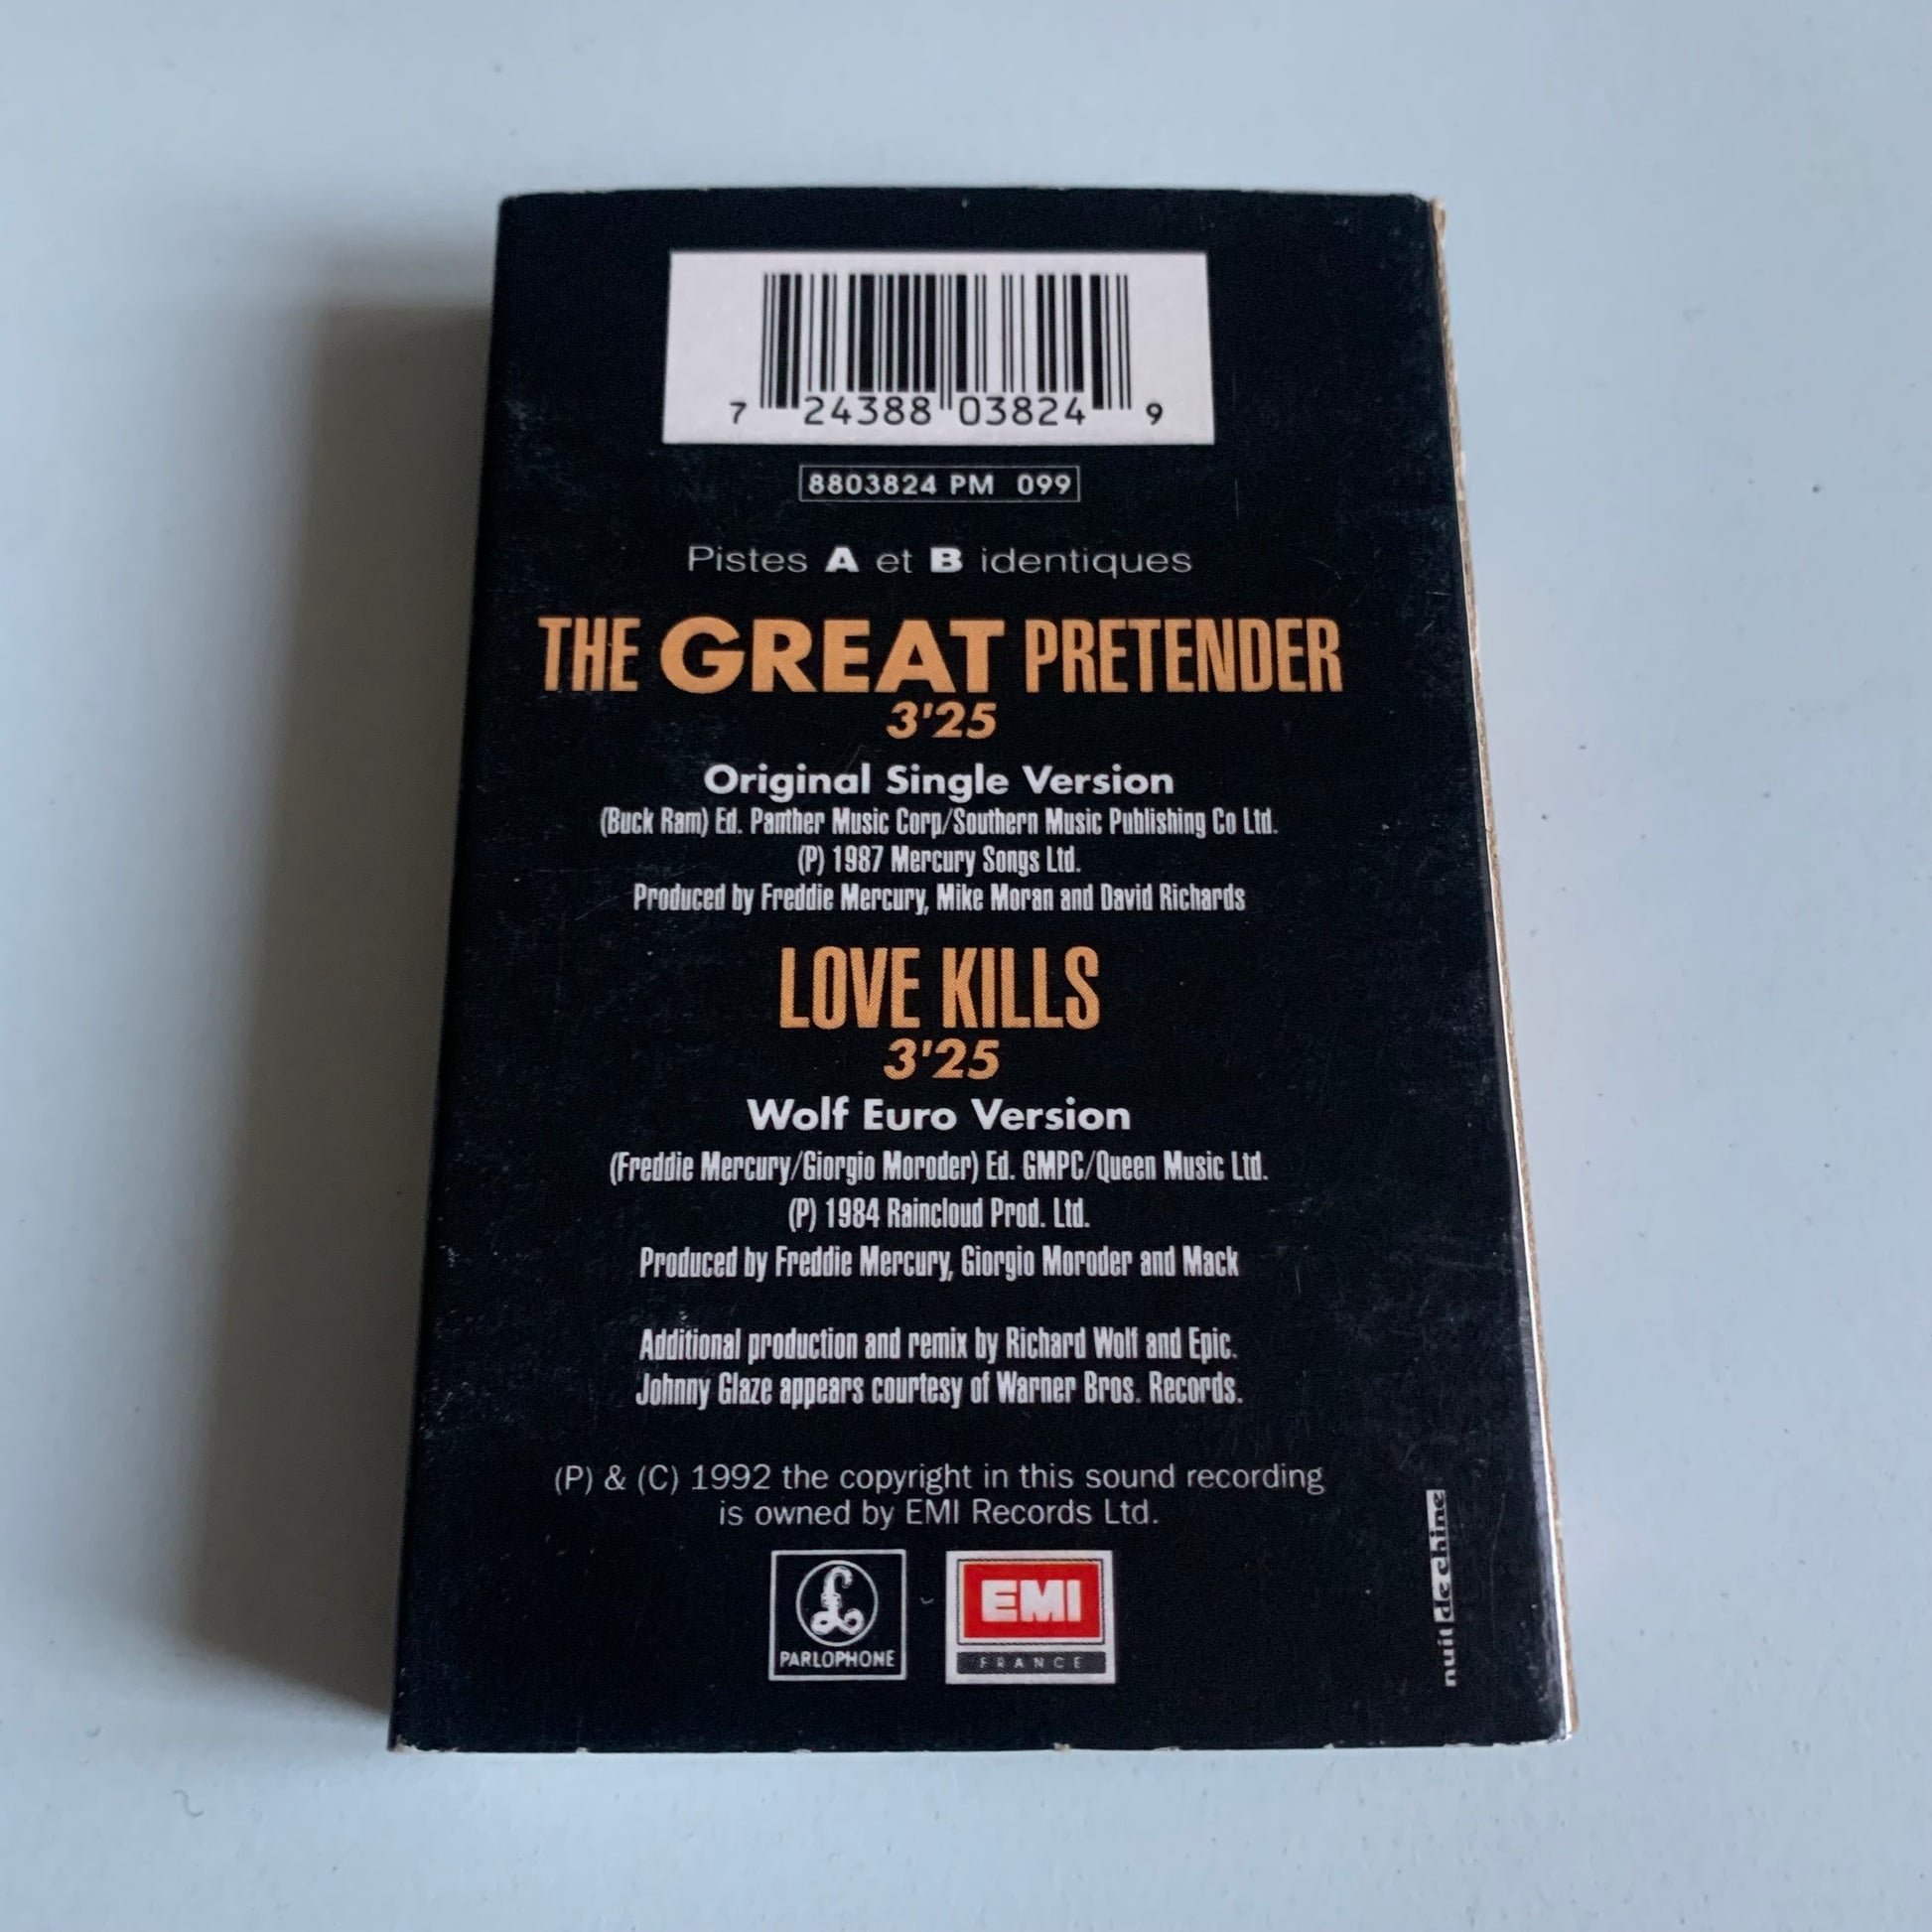 7 24388 03824 9
8803824 PM 099
Pistes A et B identiques
THE GREAT PRETENDER
3'25
Original Single Version
(Buck Ram) Ed. Panther Music Corp/Southern Music Publishing Co Ltd.
(P) 1987 Mercury Songs Ltd.
Produced by Freddie Mercury, Mike Moran and David Richards
LOVE KILLS
3'25
Wolf Euro Version
(Freddie Mercury/Giorgio Moroder) Ed. GMPC/Queen Music Ltd.
(P) 1984 Raincloud Prod. Ltd.
Produced by Freddie Mercury, Giorgio Moroder and Mack
Additional production and remix by Richard Wolf and Epic.
Johnny Glaze appears courtesy of Warner Bros. Records.
(P) & (C) 1992 the copyright in this sound recording
is owned by EMI Records Ltd.
£
PARLOPHONE
EMI
FRANCE
nuit de chine